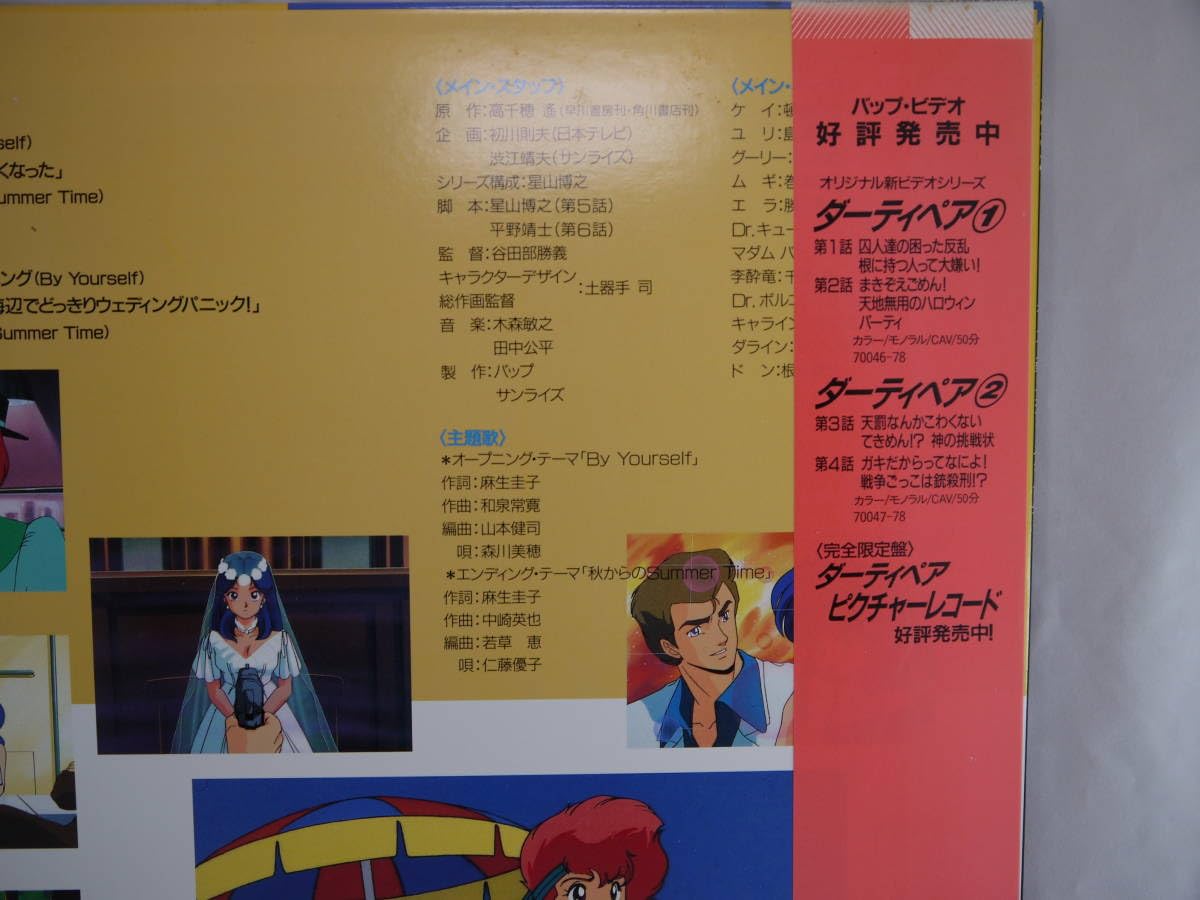 self)
くなった」
ummer Time)
ング(By Yourself)
辺でどっきりウェディングパニック!」
Summer Time)
〈メイン・スタッフ〉
原 作:高千穂 遙(早川書房刊・角川書店刊)
企 画:初川則夫(日本テレビ)
渋江靖夫(サンライズ)
シリーズ構成:星山博之
脚 本:星山博之(第5話)
平野靖士(第6話)
監 督:谷田部勝義
キャラクターデザイン
総作画監督
:土器手 司
音 楽:木森敏之
田中公平
製 作:バップ
サンライズ
〈主題歌〉
*オープニング・テーマ「By Yourself」
作詞:麻生圭子
作曲:和泉常寛
編曲:山本健司
唄:森川美穂
*エンディング・テーマ「秋からのSummer Time」
作詞:麻生圭子
作曲:中崎英也
編曲:若草 恵
唄:仁藤優子
〈メイン・
ケ イ:頓
ユ リ:島
グーリー:
ム ギ:巻
エ ラ:勝
Dr.キュー
マダム バ
李酔竜:千
Dr.ボルコ
キャライン
ダライン:
ド ン:根
バップ・ビデオ
好評発売中
オリジナル新ビデオシリーズ
ダーティペア①
第1話 囚人達の困った反乱
根に持つ人って大嫌い!
第2話 まきぞえごめん!
天地無用のハロウィン
パーティ
カラー/モノラル/CAV/50分
70046-78
ダーティペア②
第3話 天罰なんかこわくない
てきめん!? 神の挑戦状
第4話 ガキだからってなによ!
戦争ごっこは銃殺刑!?
カラー/モノラル/CAV/50分
70047-78
〈完全限定盤〉
ダーティペア
ピクチャーレコード
好評発売中!